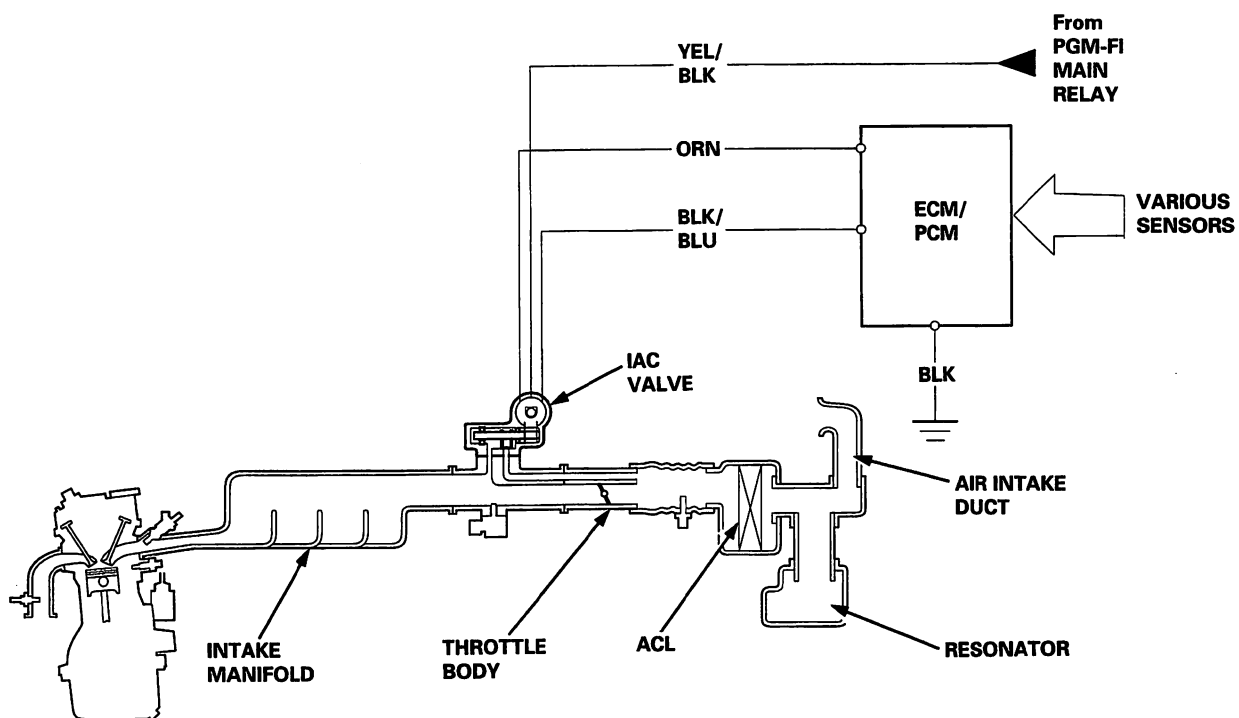 From
PGM-FI
MAIN
RELAY
YEL/
BLK
ORN
BLK/
BLU
ECM/
PCM
VARIOUS
SENSORS
BLK
IAC
VALVE
AIR INTAKE
DUCT
INTAKE
MANIFOLD
THROTTLE
BODY
ACL
RESONATOR